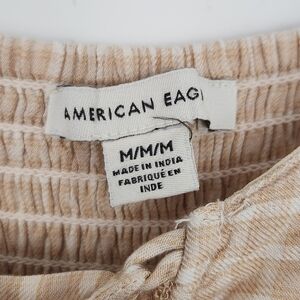 AMERICAN EAG
M/M/M
MADE IN INDIA
FABRIQUÉ EN
INDE